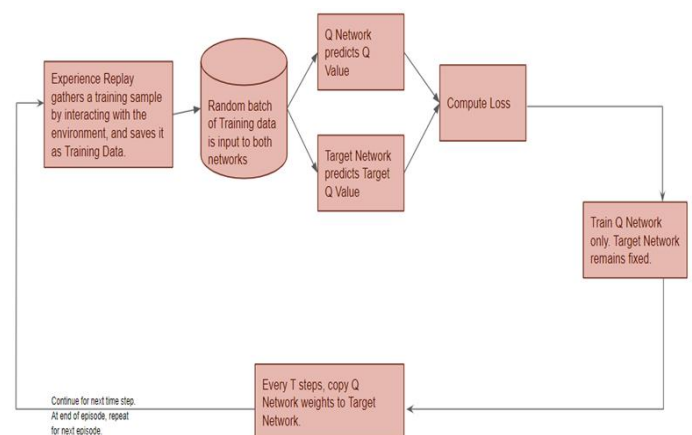 Experience Replay
gathers a training sample
by interacting with the
environment, and saves it
as Training Data.
Random batch
of Training data
is input to both
networks
Q Network
predicts Q
Value
Target Network
predicts Target
Q Value
Compute Loss
Train Q Network
only. Target Network
remains fixed.
Every T steps, copy Q
Network weights to Target
Network.
Continue for next time step.
At end of episode, repeat
for next episode.